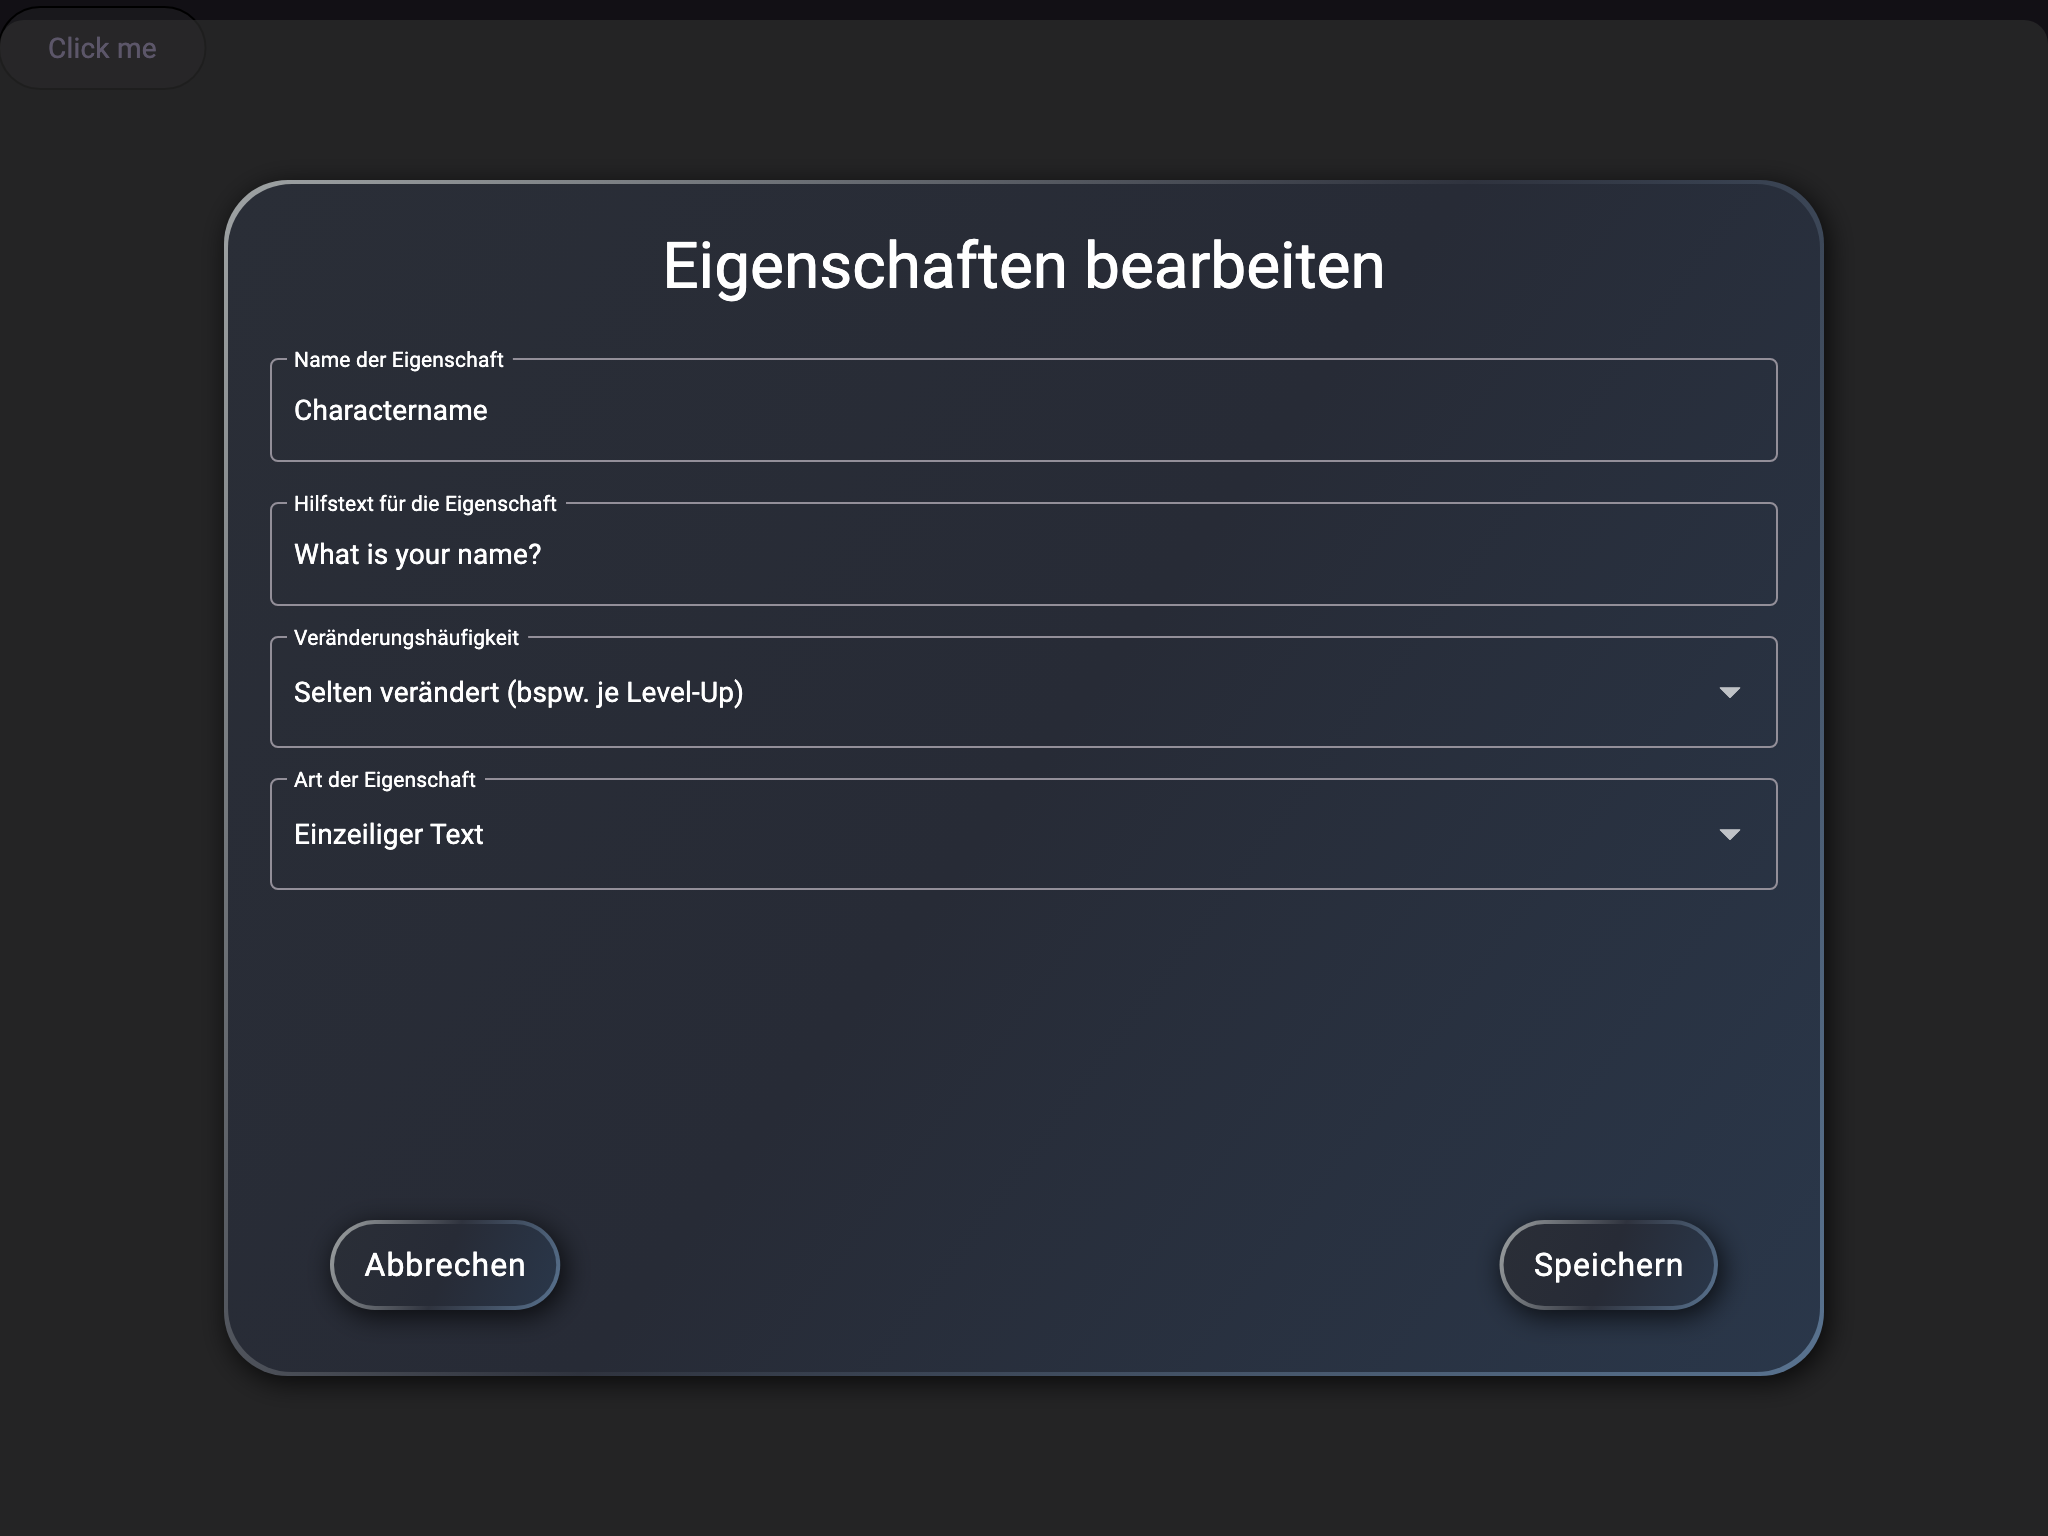 Click me
Eigenschaften bearbeiten
Name der Eigenschaft
Charactername
Hilfstext für die Eigenschaft
What is your name?
Veränderungshäufigkeit
Selten verändert (bspw. je Level-Up)
Art der Eigenschaft
Einzeiliger Text
Abbrechen
Speichern